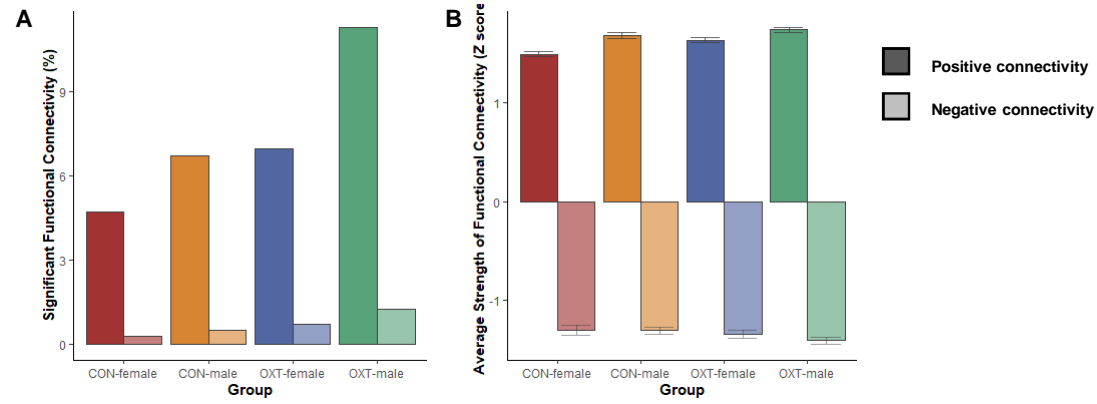 A
Significant Functional Connectivity (%)
9
6
3
0
CON-female CON-male OXT-female OXT-male
Group
B
Average Strength of Functional Connectivity (Z score
1
0
-1
CON-female CON-male OXT-female OXT-male
Group
Positive connectivity
Negative connectivity